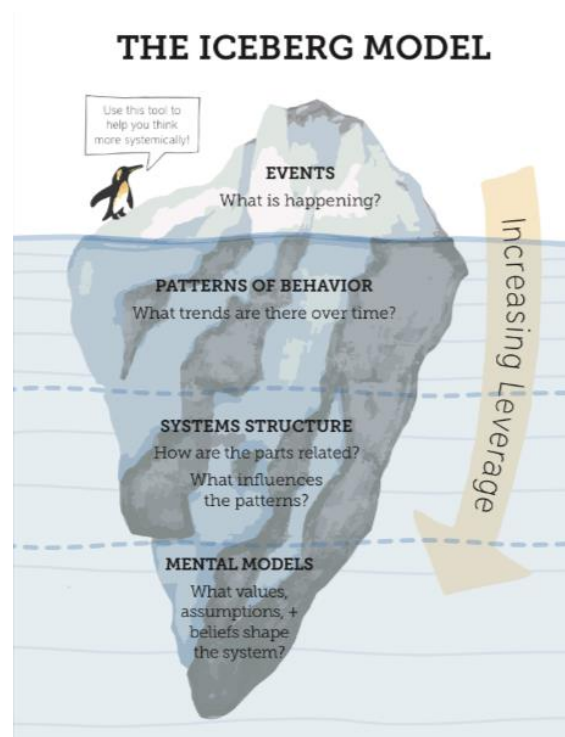 THE ICEBERG MODEL
Use this tool to
help you think
more systemically!
EVENTS
What is happening?
PATTERNS OF BEHAVIOR
What trends are there over time?
Increasing Leverage
SYSTEMS STRUCTURE
How are the parts related?
What influences
the patterns?
MENTAL MODELS
What values,
assumptions, +
beliefs shape
the system?